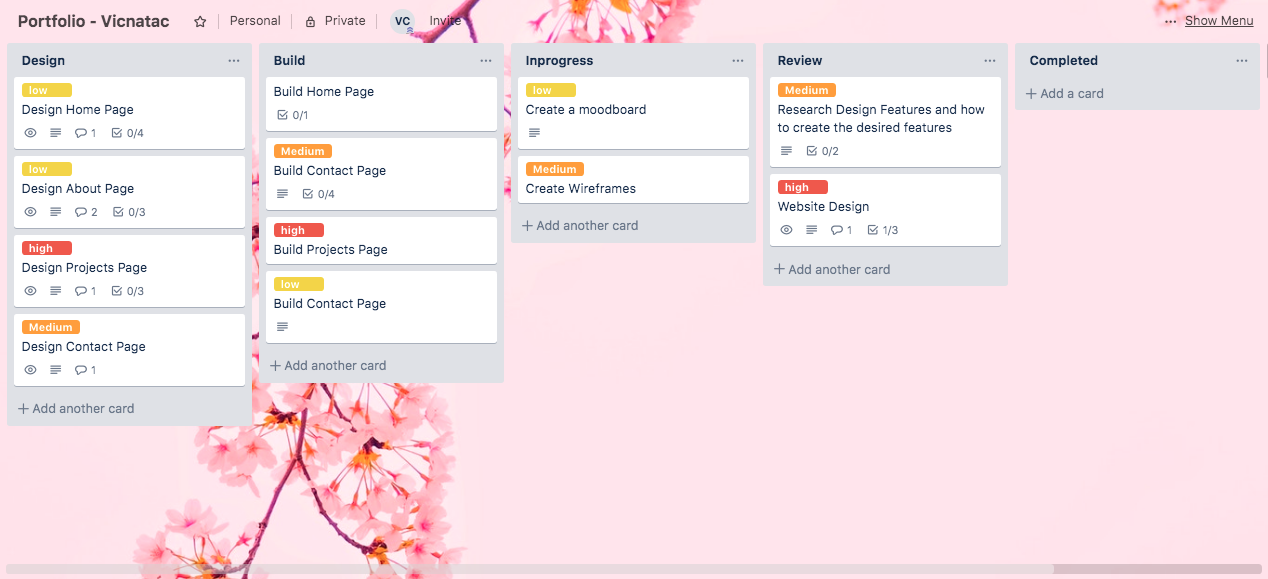 Portfolio - Vicnatac
Personal
Private
VC
Invite
... Show Menu
Design
low
Design Home Page
1
0/4
low
Design About Page
2
0/3
high
Design Projects Page
1
0/3
Medium
Design Contact Page
1
+ Add another card
Build
Build Home Page
0/1
Medium
Build Contact Page
0/4
high
Build Projects Page
low
Build Contact Page
+ Add another card
Inprogress
low
Create a moodboard
Medium
Create Wireframes
+ Add another card
Review
Medium
Research Design Features and how
to create the desired features
0/2
high
Website Design
1
1/3
+ Add another card
Completed
+ Add a card